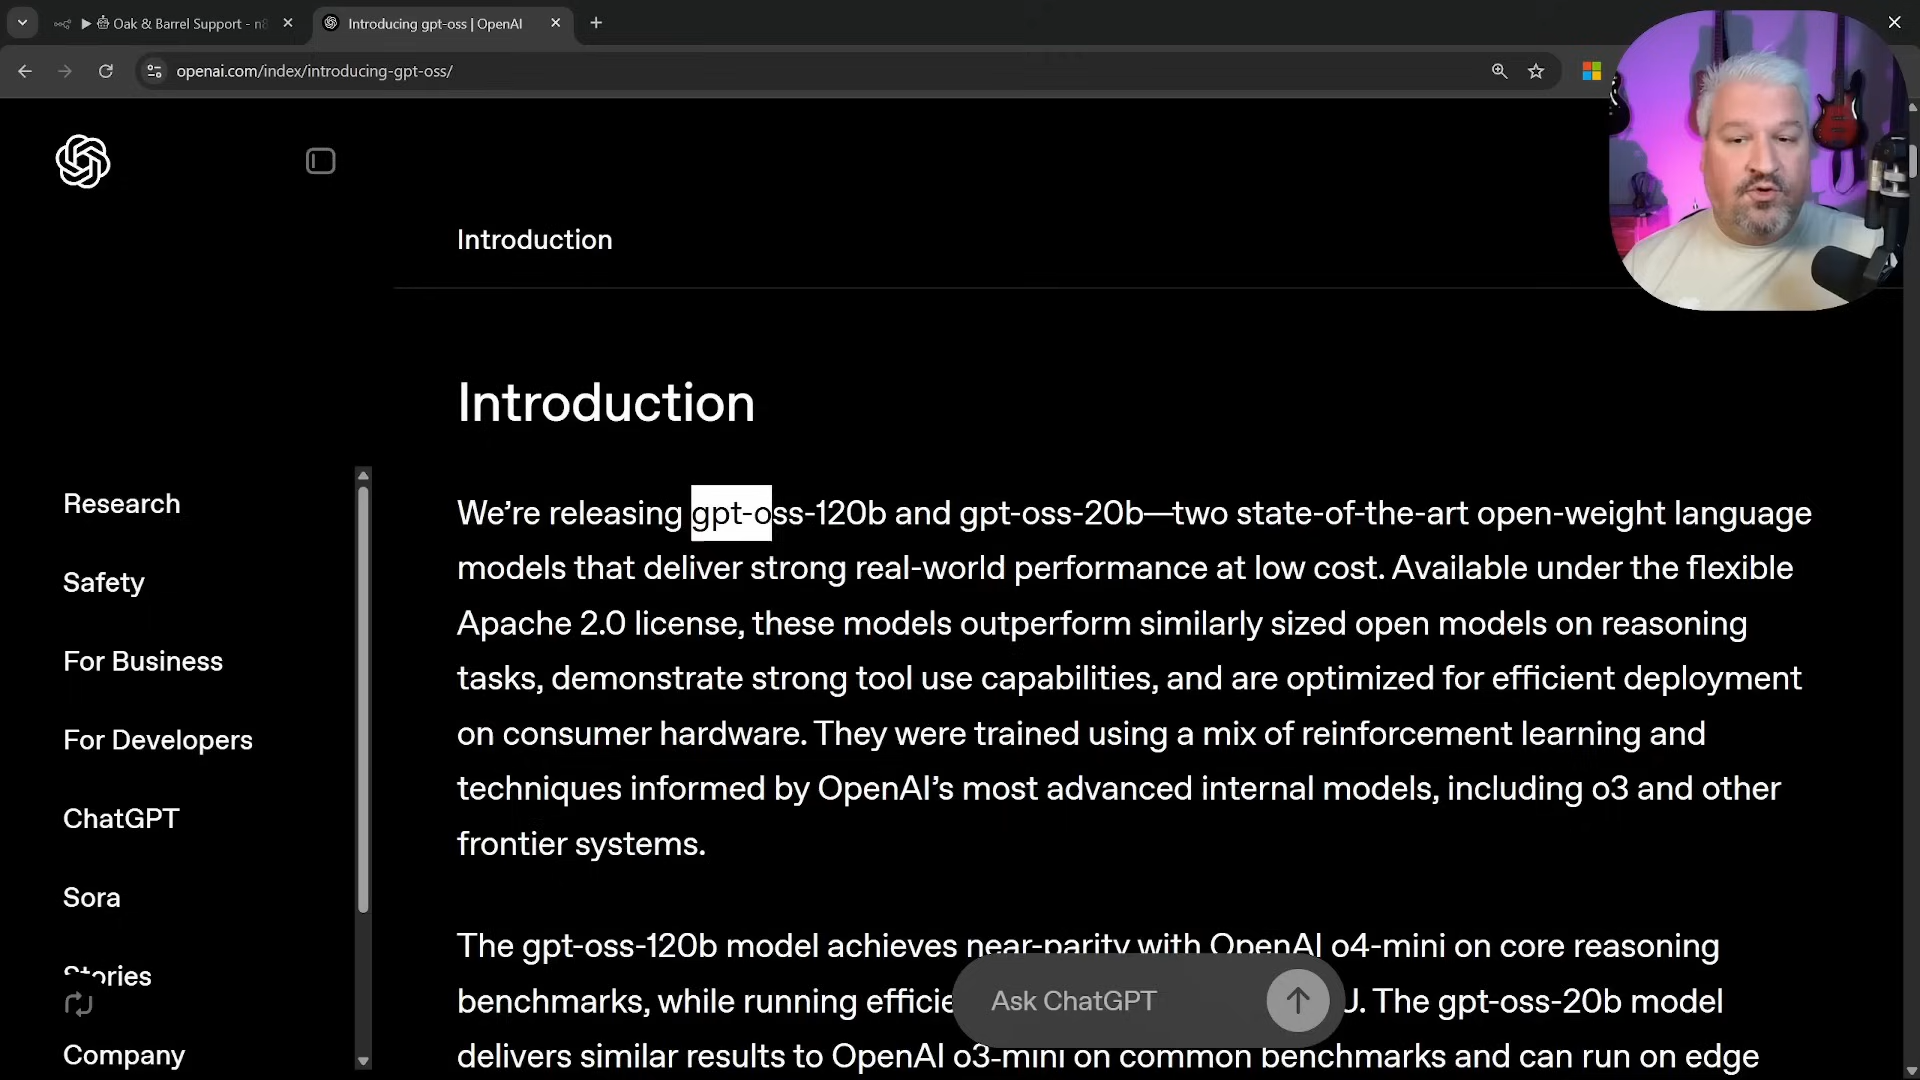 Oak & Barrel Support - n8
Introducing gpt-oss | OpenAI
openai.com/index/introducing-gpt-oss/
Introduction
Introduction
We’re releasing gpt-oss-120b and gpt-oss-20b—two state-of-the-art open-weight language
models that deliver strong real-world performance at low cost. Available under the flexible
Apache 2.0 license, these models outperform similarly sized open models on reasoning
tasks, demonstrate strong tool use capabilities, and are optimized for efficient deployment
on consumer hardware. They were trained using a mix of reinforcement learning and
techniques informed by OpenAI’s most advanced internal models, including o3 and other
frontier systems.
The gpt-oss-120b model achieves near-parity with OpenAI o4-mini on core reasoning
benchmarks, while running The gpt-oss-20b model
delivers similar results to OpenAI o3-mini on common benchmarks and can run on edge
Research
Safety
For Business
For Developers
ChatGPT
Sora
Stories
Company
Ask ChatGPT